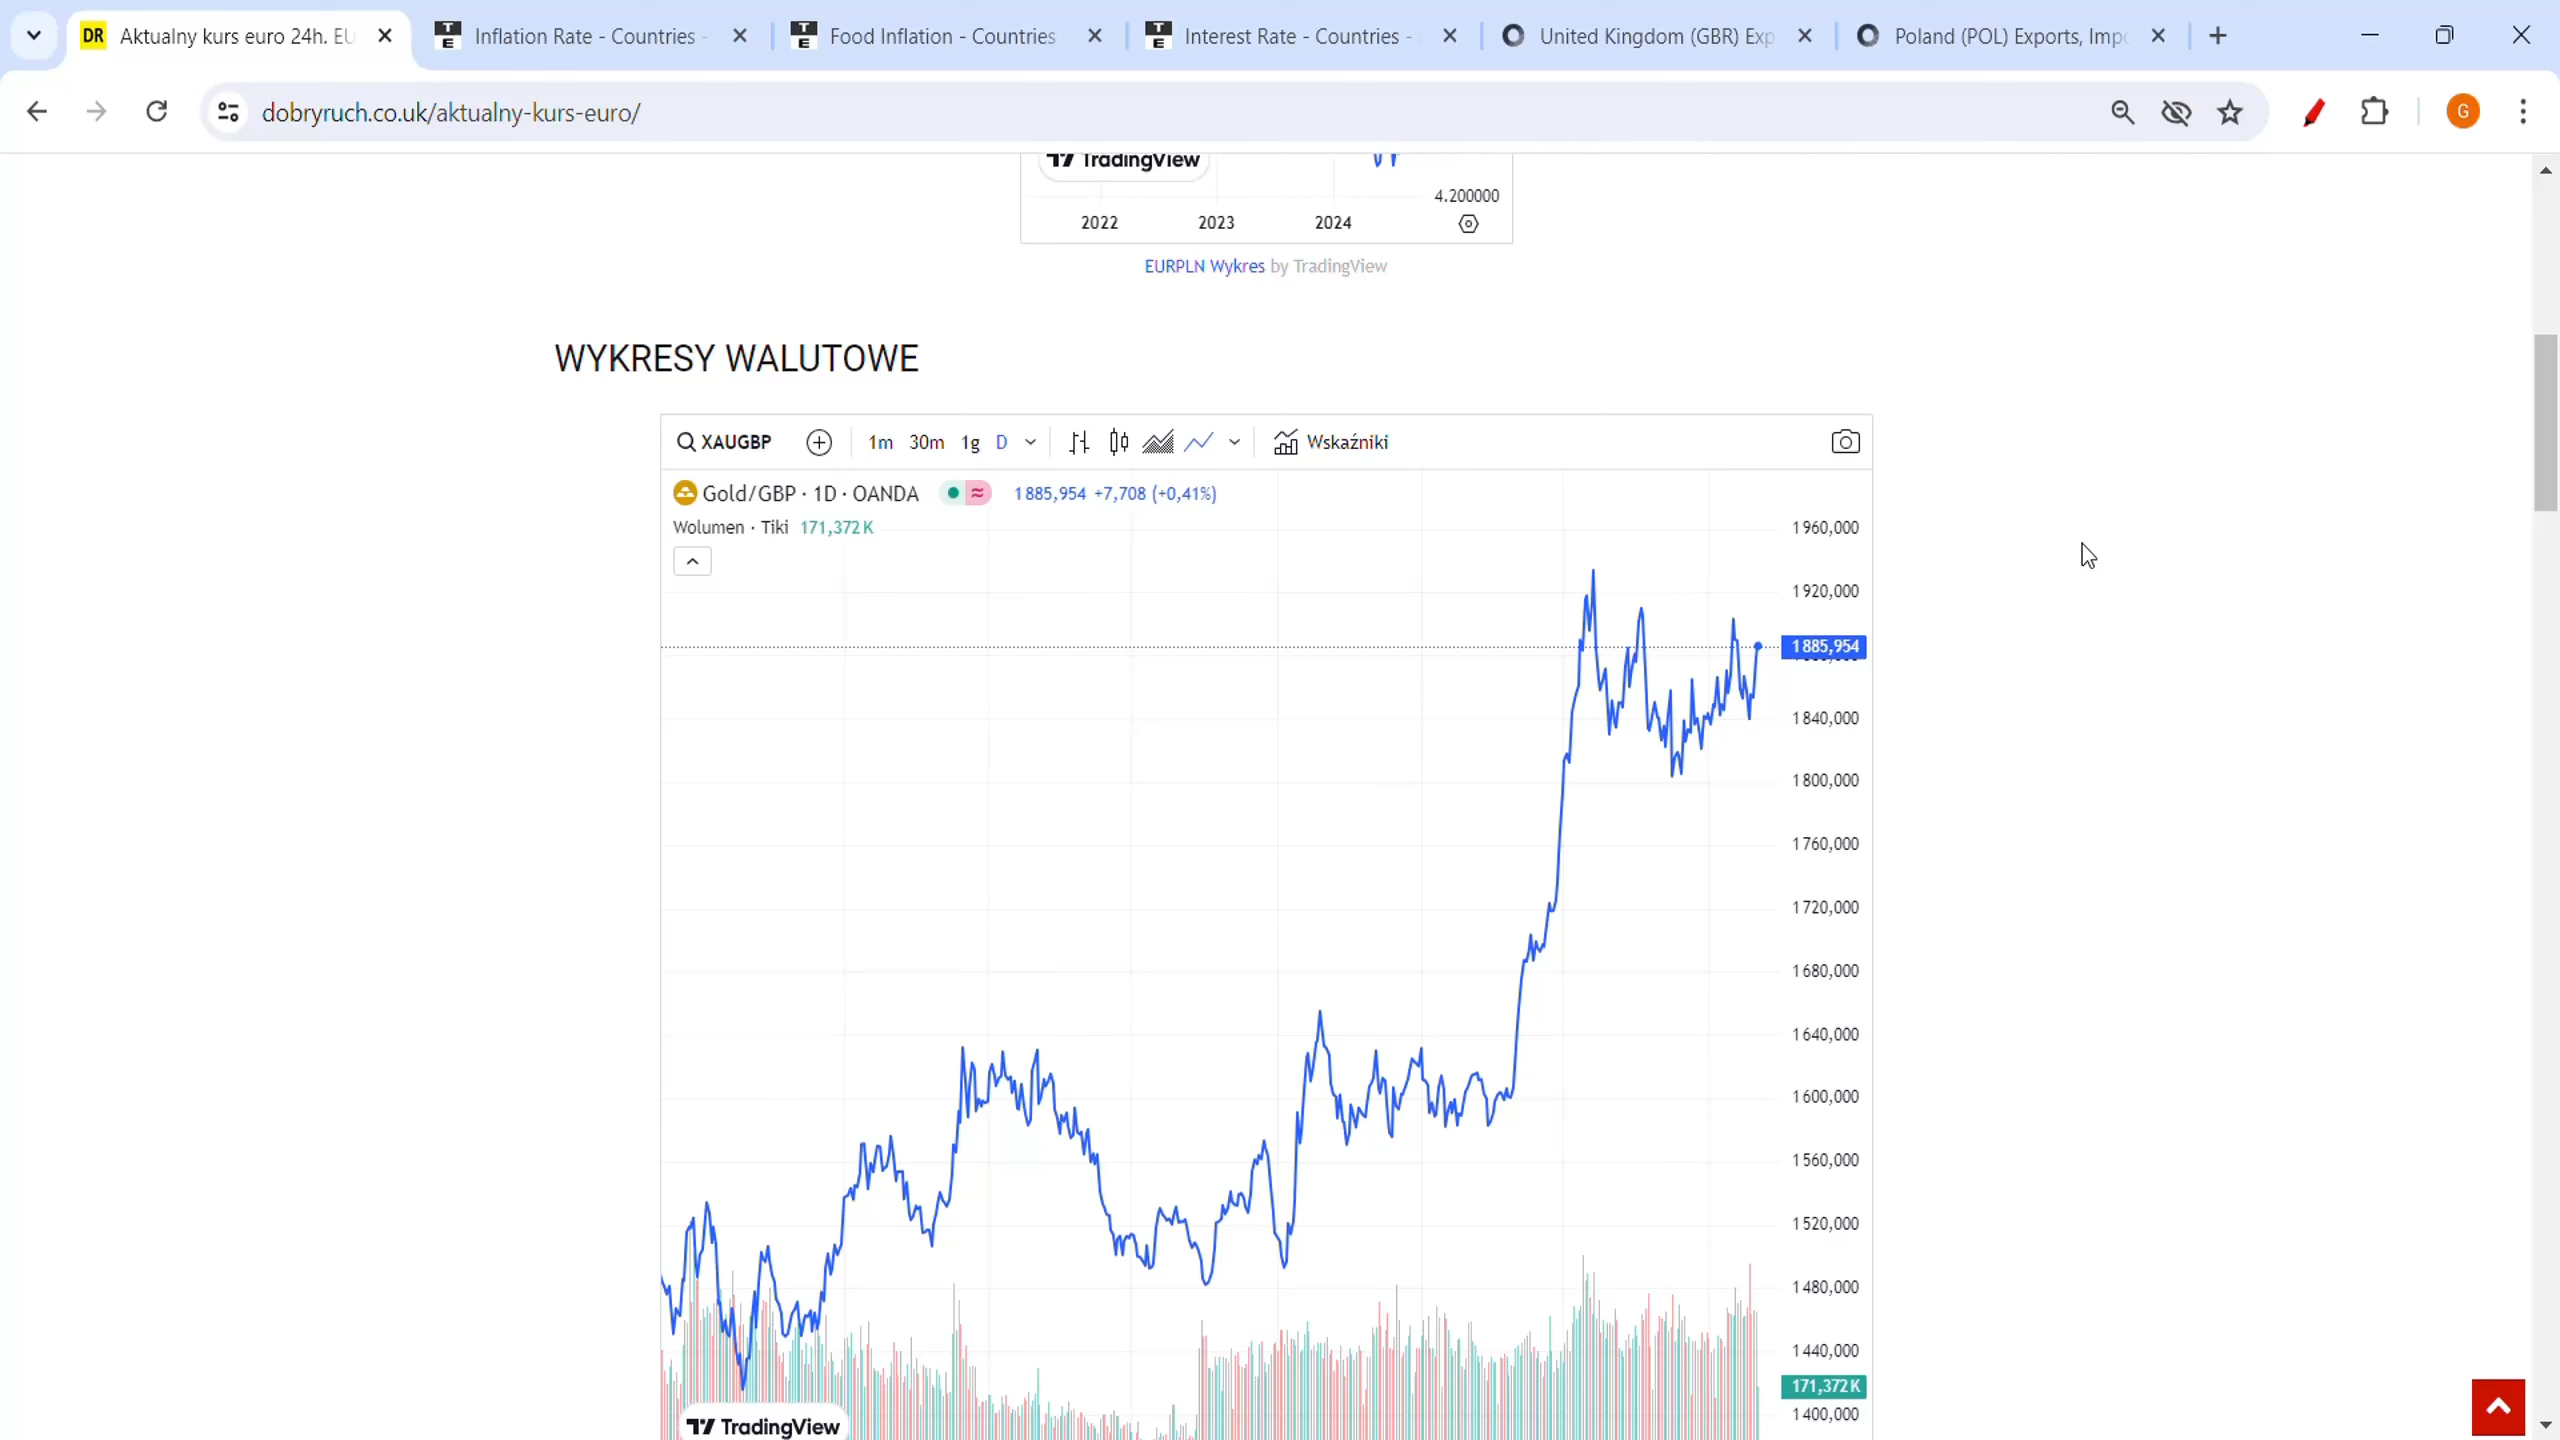 DR Aktualny kurs euro 24h. EU
TE Inflation Rate - Countries -
TE Food Inflation - Countries
TE Interest Rate - Countries -
United Kingdom (GBR) Exp
Poland (POL) Exports, Impo
dobryruch.co.uk/aktualny-kurs-euro/
G
TradingView
4.200000
2022 2023 2024
EURPLN Wykres by TradingView
WYKRESY WALUTOWE
XAUGBP 1m 30m 1g D Wskaźniki
Gold/GBP · 1D · OANDA 1 885,954 +7,708 (+0,41%)
Wolumen · Tiki 171,372 K
1 960,000
1 920,000
1 885,954
1 840,000
1 800,000
1 760,000
1 720,000
1 680,000
1 640,000
1 600,000
1 560,000
1 520,000
1 480,000
1 440,000
171,372 K
1 400,000
TradingView